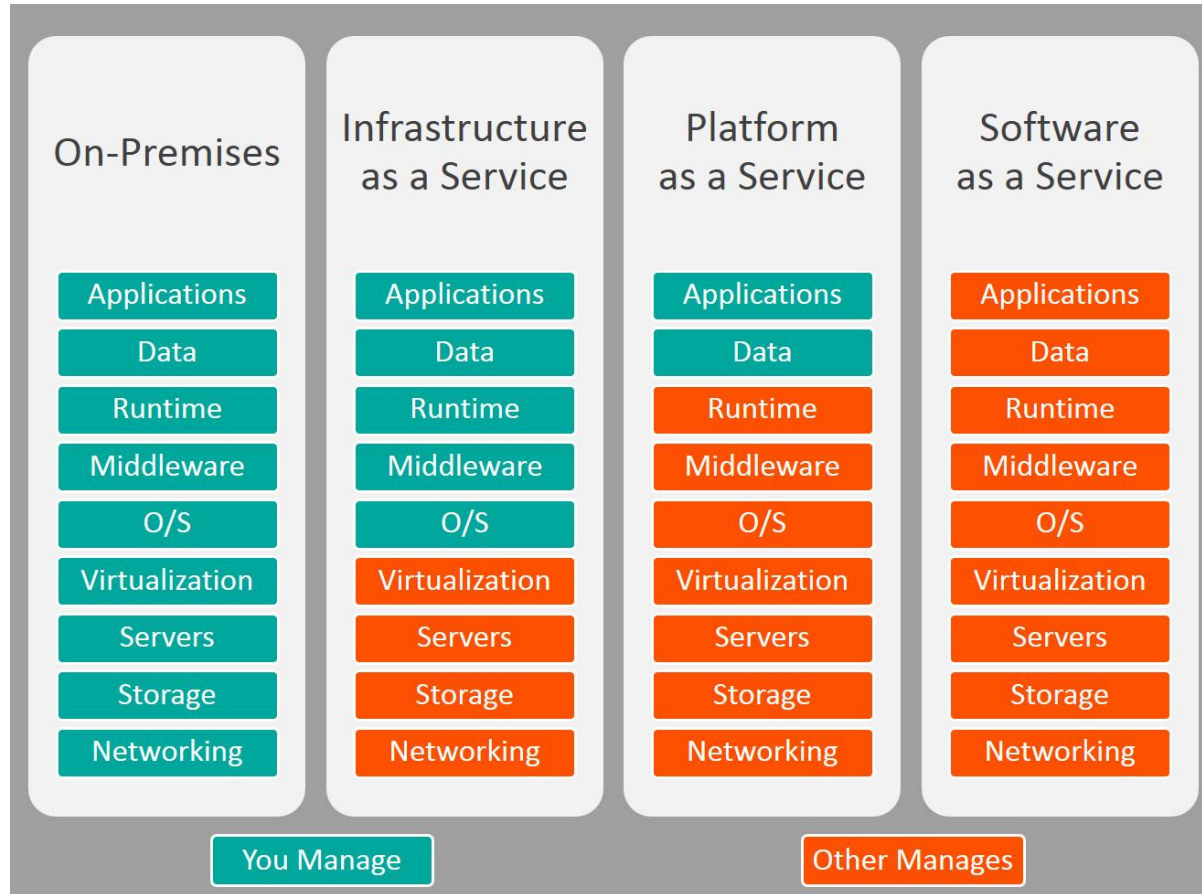 On-Premises
Applications
Data
Runtime
Middleware
O/S
Virtualization
Servers
Storage
Networking
Infrastructure
as a Service
Applications
Data
Runtime
Middleware
O/S
Virtualization
Servers
Storage
Networking
Platform
as a Service
Applications
Data
Runtime
Middleware
O/S
Virtualization
Servers
Storage
Networking
Software
as a Service
Applications
Data
Runtime
Middleware
O/S
Virtualization
Servers
Storage
Networking
You Manage
Other Manages